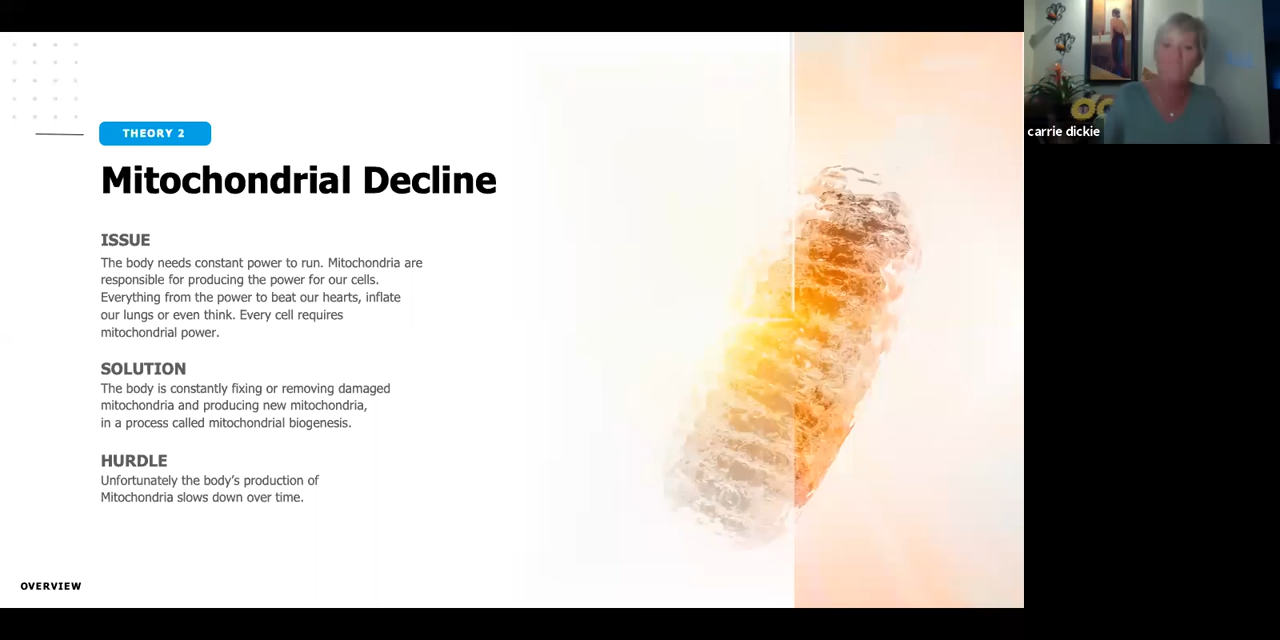 THEORY 2
Mitochondrial Decline
ISSUE
The body needs constant power to run. Mitochondria are
responsible for producing the power for our cells.
Everything from the power to beat our hearts, inflate
our lungs or even think. Every cell requires
mitochondrial power.
SOLUTION
The body is constantly fixing or removing damaged
mitochondria and producing new mitochondria,
in a process called mitochondrial biogenesis.
HURDLE
Unfortunately the body’s production of
Mitochondria slows down over time.
OVERVIEW
carrie dickie